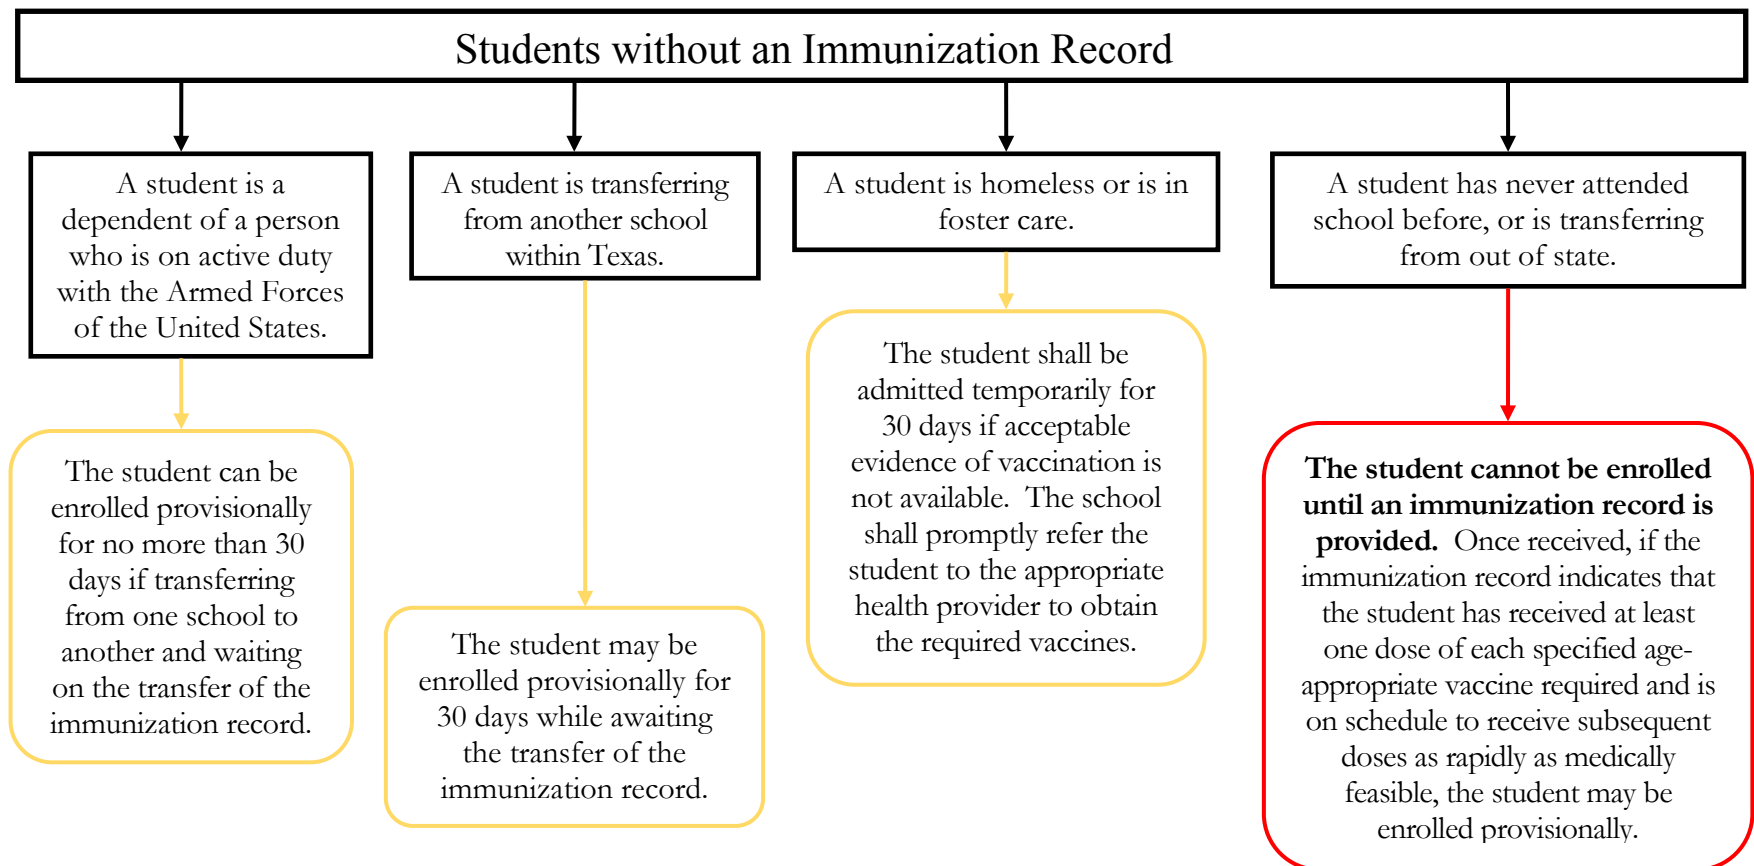 Students without an Immunization Record
A student is a
dependent of a person
who is on active duty
with the Armed Forces
of the United States.
A student is transferring
from another school
within Texas.
A student is homeless or is in
foster care.
A student has never attended
school before, or is transferring
from out of state.
The student can be
enrolled provisionally
for no more than 30
days if transferring
from one school to
another and waiting
on the transfer of the
immunization record.
The student may be
enrolled provisionally for
30 days while awaiting
the transfer of the
immunization record.
The student shall be
admitted temporarily for
30 days if acceptable
evidence of vaccination is
not available.  The school
shall promptly refer the
student to the appropriate
health provider to obtain
the required vaccines.
The student cannot be enrolled
until an immunization record is
provided.  Once received, if the
immunization record indicates that
the student has received at least
one dose of each specified age-
appropriate vaccine required and is
on schedule to receive subsequent
doses as rapidly as medically
feasible, the student may be
enrolled provisionally.